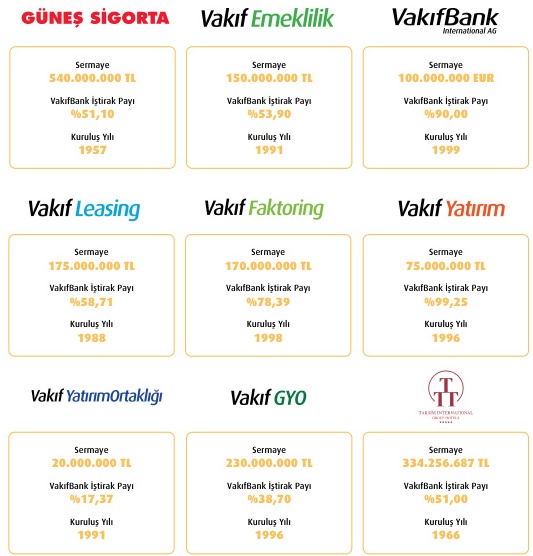 GÜNEŞ SİGORTA
Sermaye
540.000.000 TL
VakıfBank İştirak Payı
%51,10
Kuruluş Yılı
1957
Vakıf Emeklilik
Sermaye
150.000.000 TL
VakıfBank İştirak Payı
%53,90
Kuruluş Yılı
1991
VakıfBank
International AG
Sermaye
100.000.000 EUR
VakıfBank İştirak Payı
%90,00
Kuruluş Yılı
1999
Vakıf Leasing
Sermaye
175.000.000 TL
VakıfBank İştirak Payı
%58,71
Kuruluş Yılı
1988
Vakıf Faktoring
Sermaye
170.000.000 TL
VakıfBank İştirak Payı
%78,39
Kuruluş Yılı
1998
Vakıf Yatırım
Sermaye
75.000.000 TL
VakıfBank İştirak Payı
%99,25
Kuruluş Yılı
1996
Vakıf YatırımOrtaklığı
Sermaye
20.000.000 TL
VakıfBank İştirak Payı
%17,37
Kuruluş Yılı
1991
Vakıf GYO
Sermaye
230.000.000 TL
VakıfBank İştirak Payı
%38,70
Kuruluş Yılı
1996
TTT
TAKSIM INTERNATIONAL
GROUP HOTELS
Sermaye
334.256.687 TL
VakıfBank İştirak Payı
%51,00
Kuruluş Yılı
1966